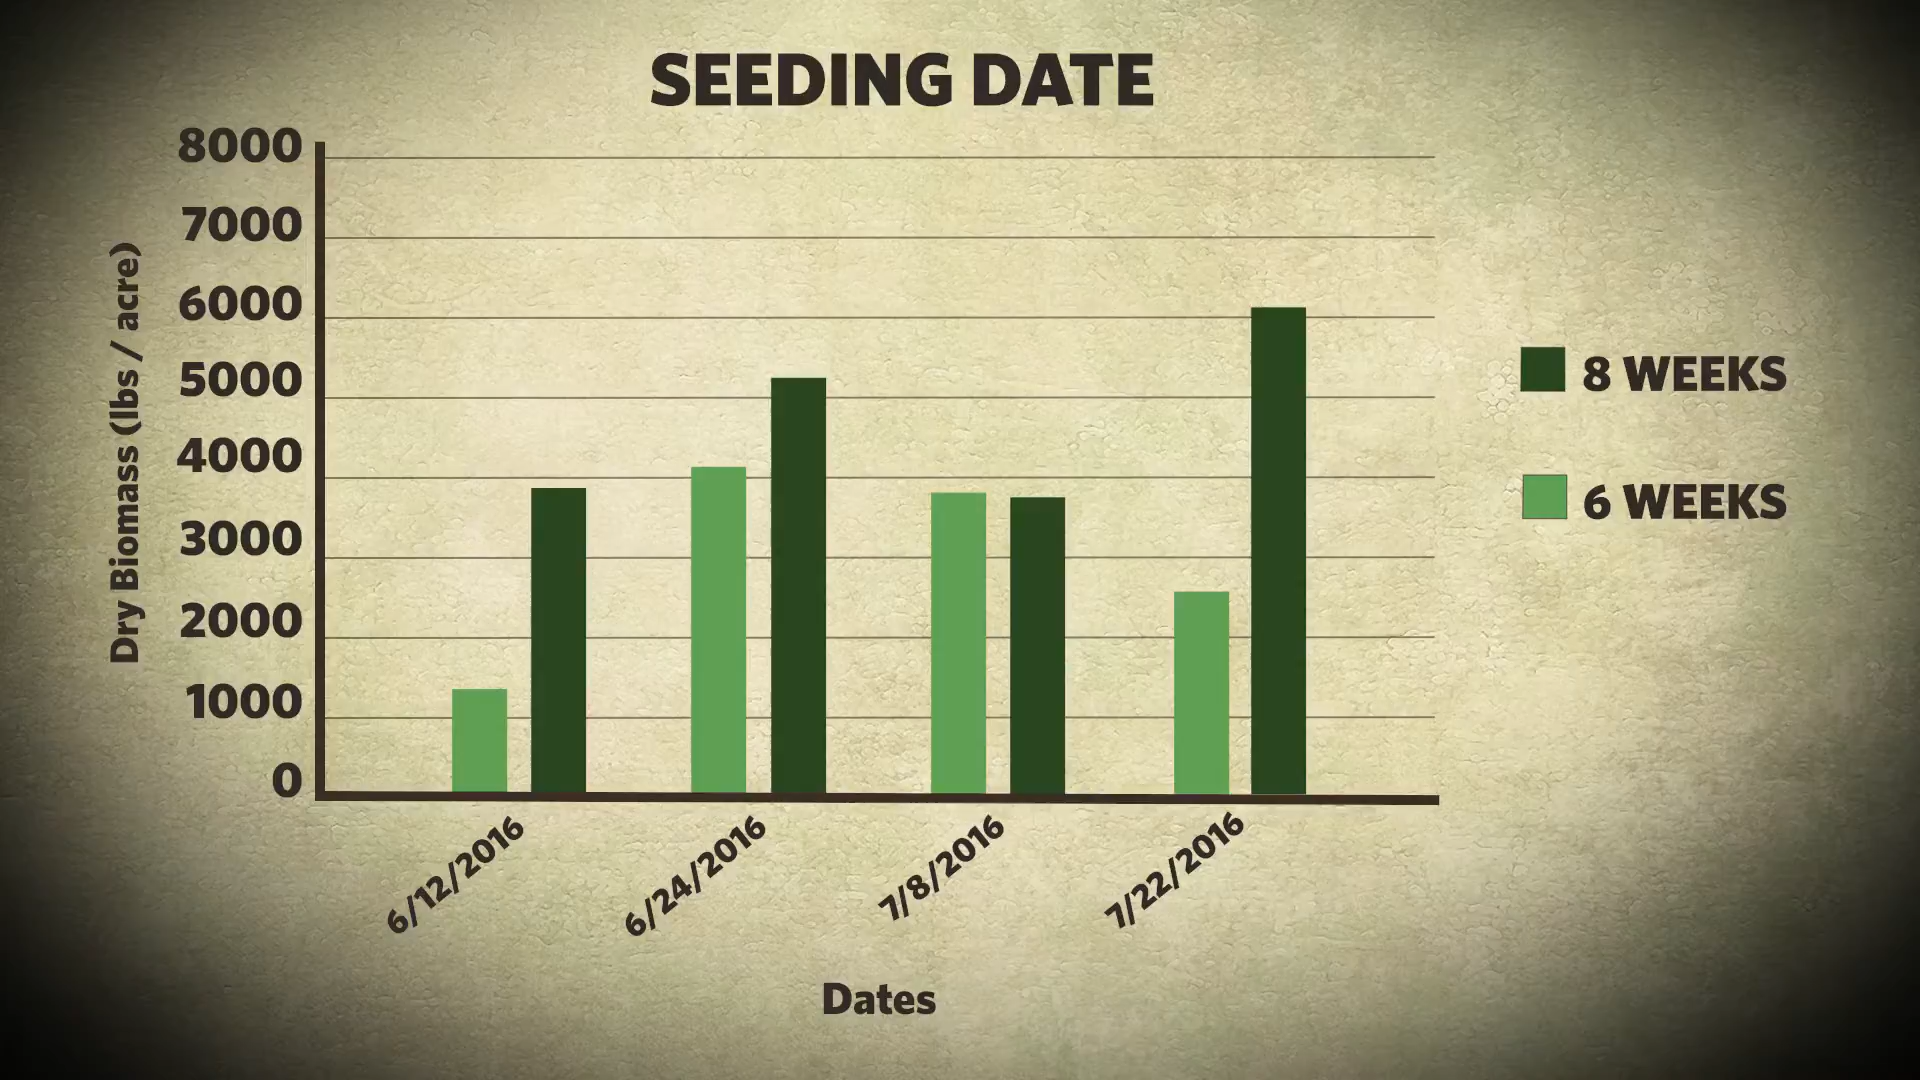 SEEDING DATE
8000
7000
6000
5000
4000
3000
2000
1000
0
Dry Biomass (lbs / acre)
6/12/2016
6/24/2016
7/8/2016
7/22/2016
Dates
8 WEEKS
6 WEEKS